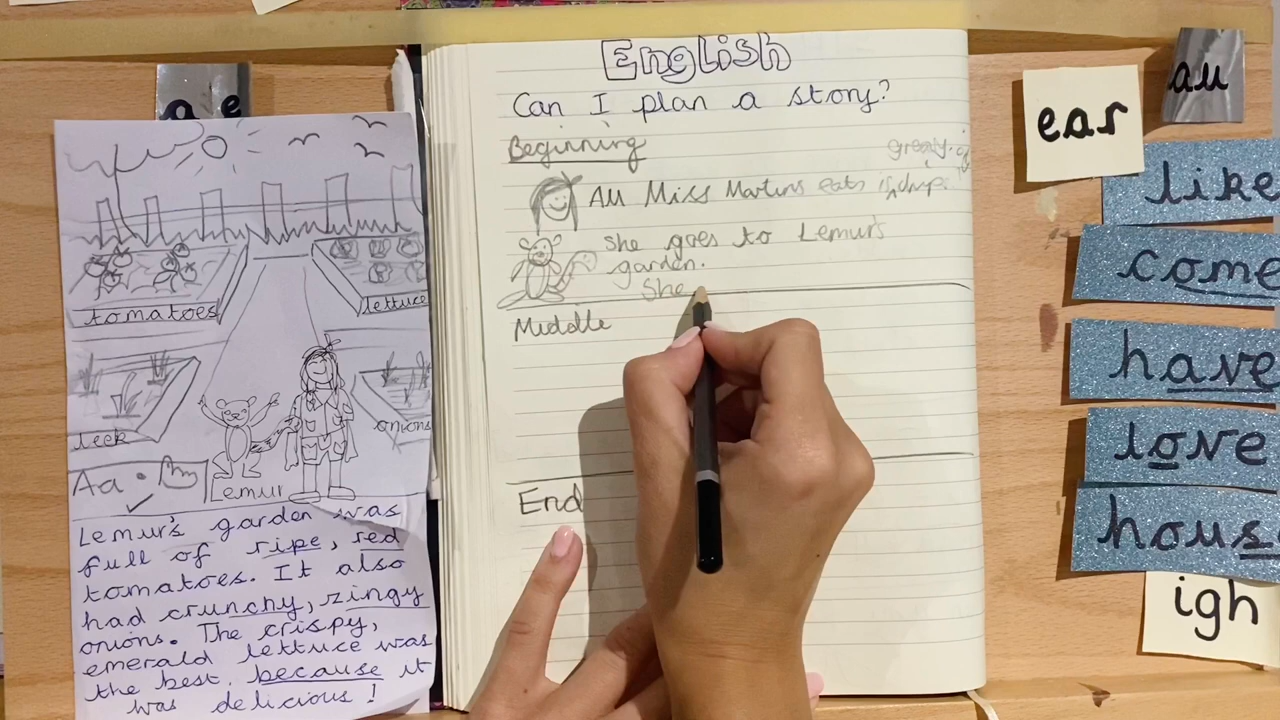 a e
tomatoes
lettuce
leek
onions
Aa
Lemur
Lemur's garden was
full of ripe, red
tomatoes. It also
had crunchy, zingy
onions. The crispy,
emerald lettuce was
the best, because it
was delicious!
English
Can I plan a story?
Beginning
All Miss Martins eats is
She goes to Lemur's
garden.
She
Middle
End
ear
au
like
come
have
love
house
igh